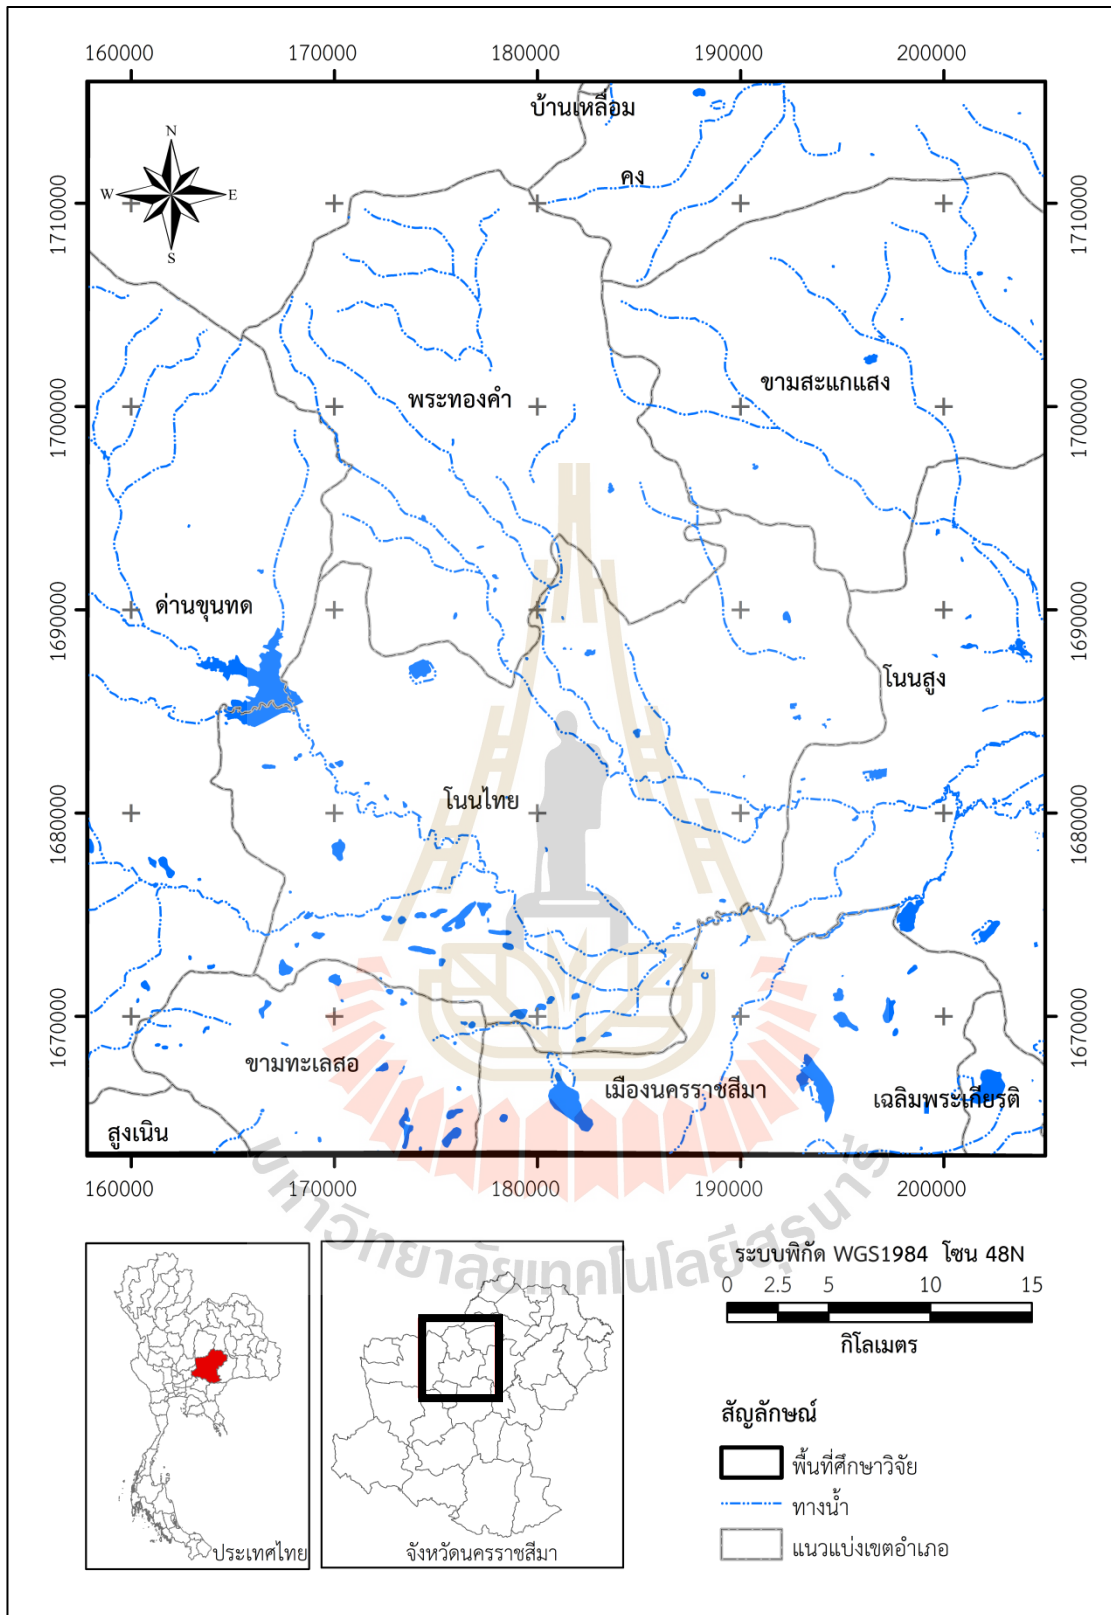 160000 170000 180000 190000 200000
บ้านเหลื่อม
N
คง
W E
S
1710000 1710000
พระทองคำ
ขามสะแกแสง
1700000 1700000
ด่านขุนทด
1690000 1690000
โนนสูง
โนนไทย
1680000 1680000
1670000 1670000
ขามทะเลสอ
เมืองนครราชสีมา
เฉลิมพระเกียรติ
สูงเนิน
160000 170000 180000 190000 200000
มหาวิทยาลัยเทคโนโลยีสุรนารี
ระบบพิกัด WGS1984 โซน 48N
0 2.5 5 10 15
กิโลเมตร
สัญลักษณ์
พื้นที่ศึกษาวิจัย
ทางน้ำ
แนวแบ่งเขตอำเภอ
ประเทศไทย
จังหวัดนครราชสีมา